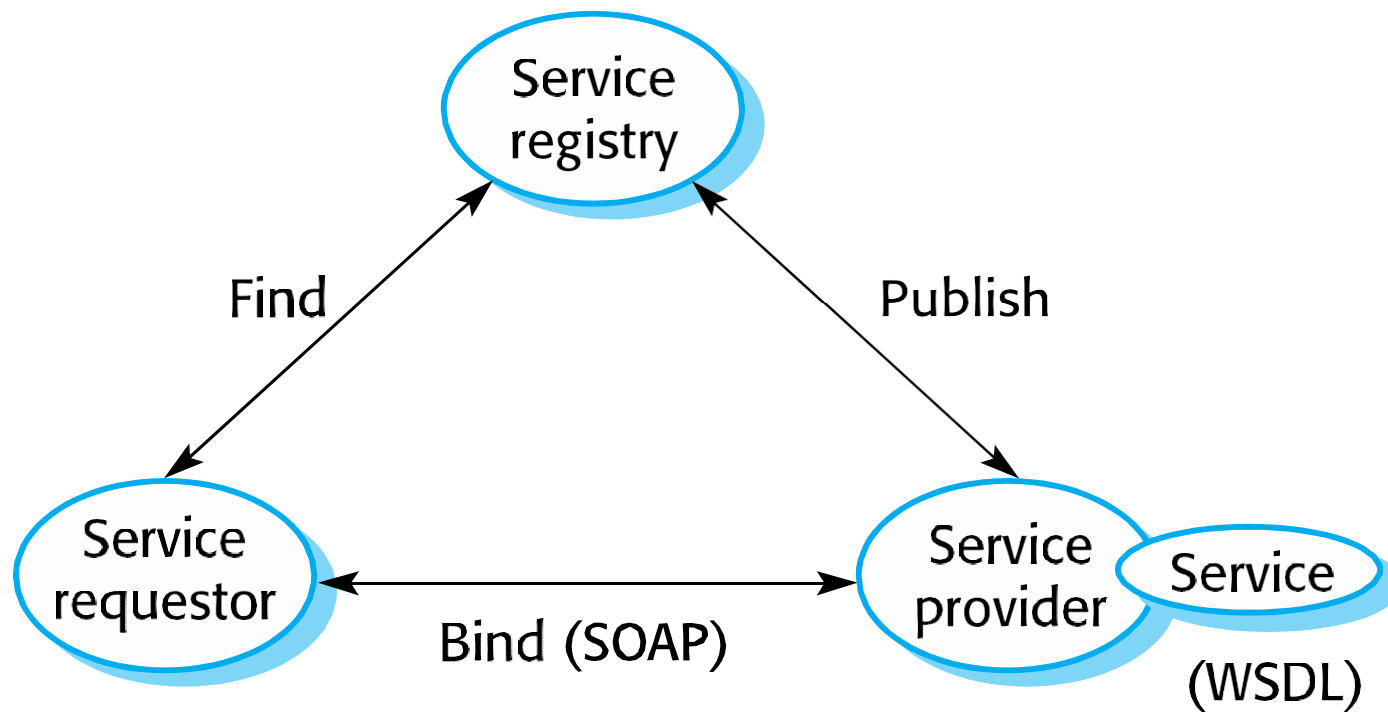 Service
registry
Find
Publish
Service
requestor
Bind (SOAP)
Service
provider
Service
(WSDL)